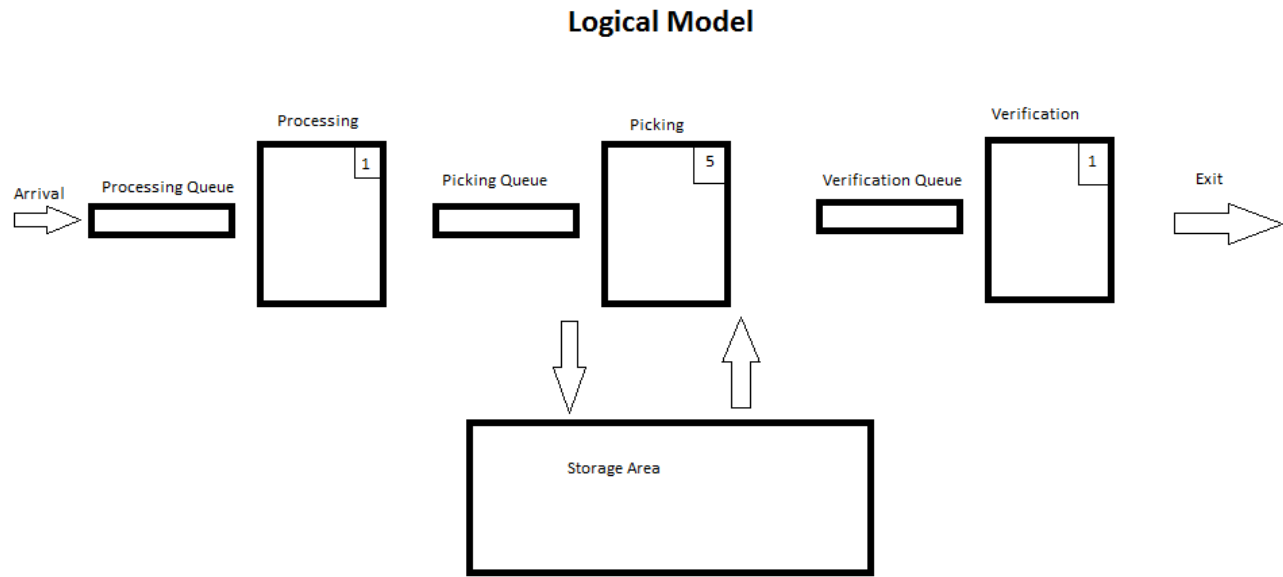 Logical Model
Processing
Picking
Verification
1
5
1
Arrival
Processing Queue
Picking Queue
Verification Queue
Exit
Storage Area